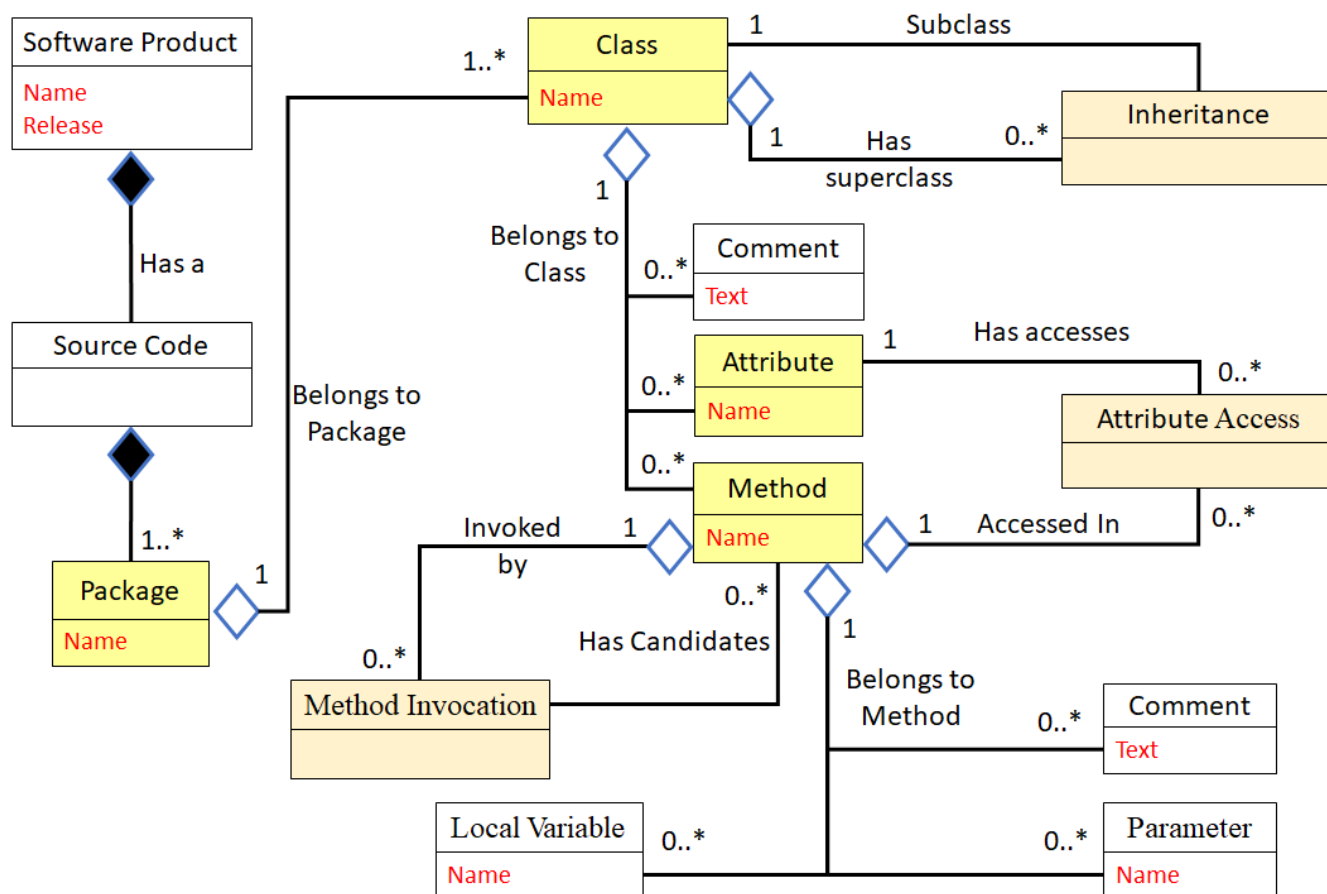 Software Product
Name
Release
Has a
Source Code
1..*
Package
Name
1
Belongs to
Package
1..*
Class
Name
1
Subclass
Inheritance
1
Has
superclass
0..*
1
Belongs to
Class
0..*
Comment
Text
0..*
Attribute
Name
1
Has accesses
0..*
Attribute Access
0..*
Method
Name
1
Accessed In
0..*
Invoked
by
1
0..*
Method Invocation
Has Candidates
0..*
1
Belongs to
Method
0..*
Comment
Text
Local Variable
Name
0..*
0..*
Parameter
Name